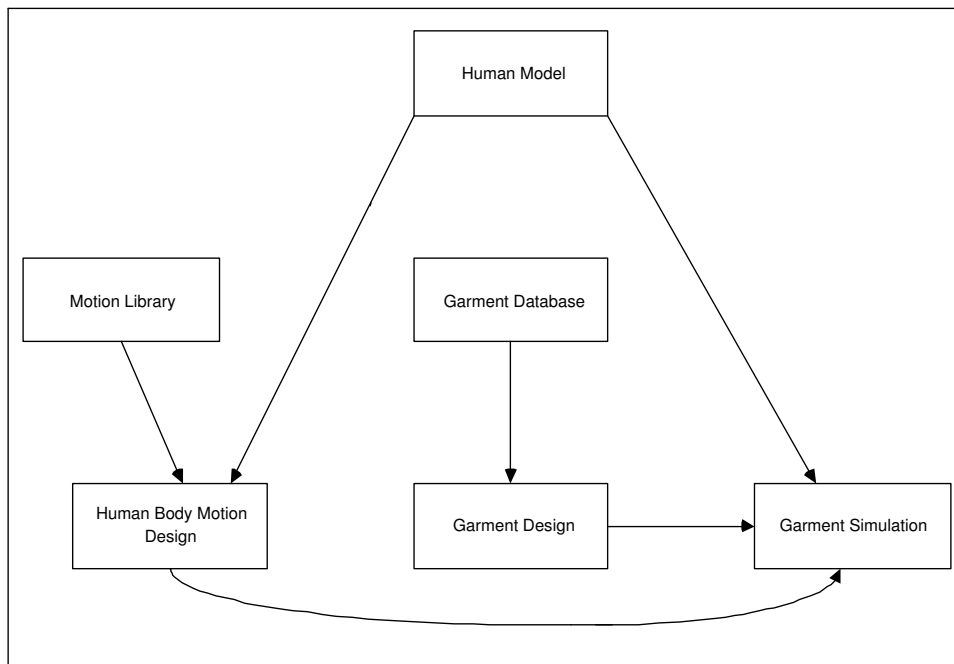 Human Model
Motion Library
Garment Database
Human Body Motion
Design
Garment Design
Garment Simulation